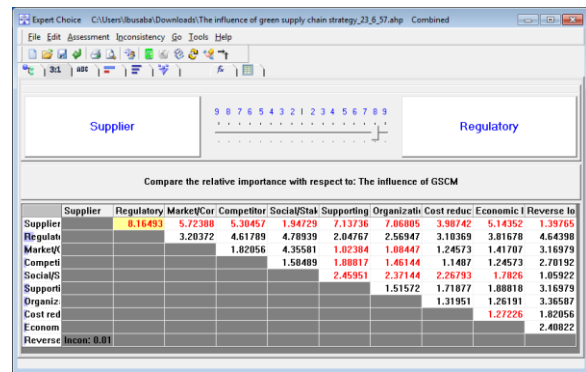 Expert Choice C:\Users\Ibusaba\Downloads\The influence of green supply chain strategy_23_6_57.ahp Combined
File Edit Assessment Inconsistency Go Tools Help
3:1 ABC
9 8 7 6 5 4 3 2 1 2 3 4 5 6 7 8 9
Supplier Regulatory
Compare the relative importance with respect to: The influence of GSCM
Supplier Regulatory Market/Cor Competitor Social/Stak Supporting Organizati Cost reduc Economic I Reverse lo
Supplier 8.16493 5.72388 5.30457 1.94729 7.13736 7.06805 3.98742 5.14352 1.39765
Regulat 3.20372 4.61789 4.78939 2.04767 2.56947 3.10369 3.81678 4.64398
Market/C 1.82056 4.35581 1.02384 1.08447 1.24573 1.41707 3.16979
Competi 1.58489 1.88817 1.46144 1.1487 1.24573 2.70192
Social/S 2.45951 2.37144 2.26793 1.7826 1.05922
Supporti 1.51572 1.71877 1.88818 3.16979
Organiz 1.31951 1.26191 3.36587
Cost red 1.27226 1.82056
Econom 2.40822
Reverse Incon: 0.01